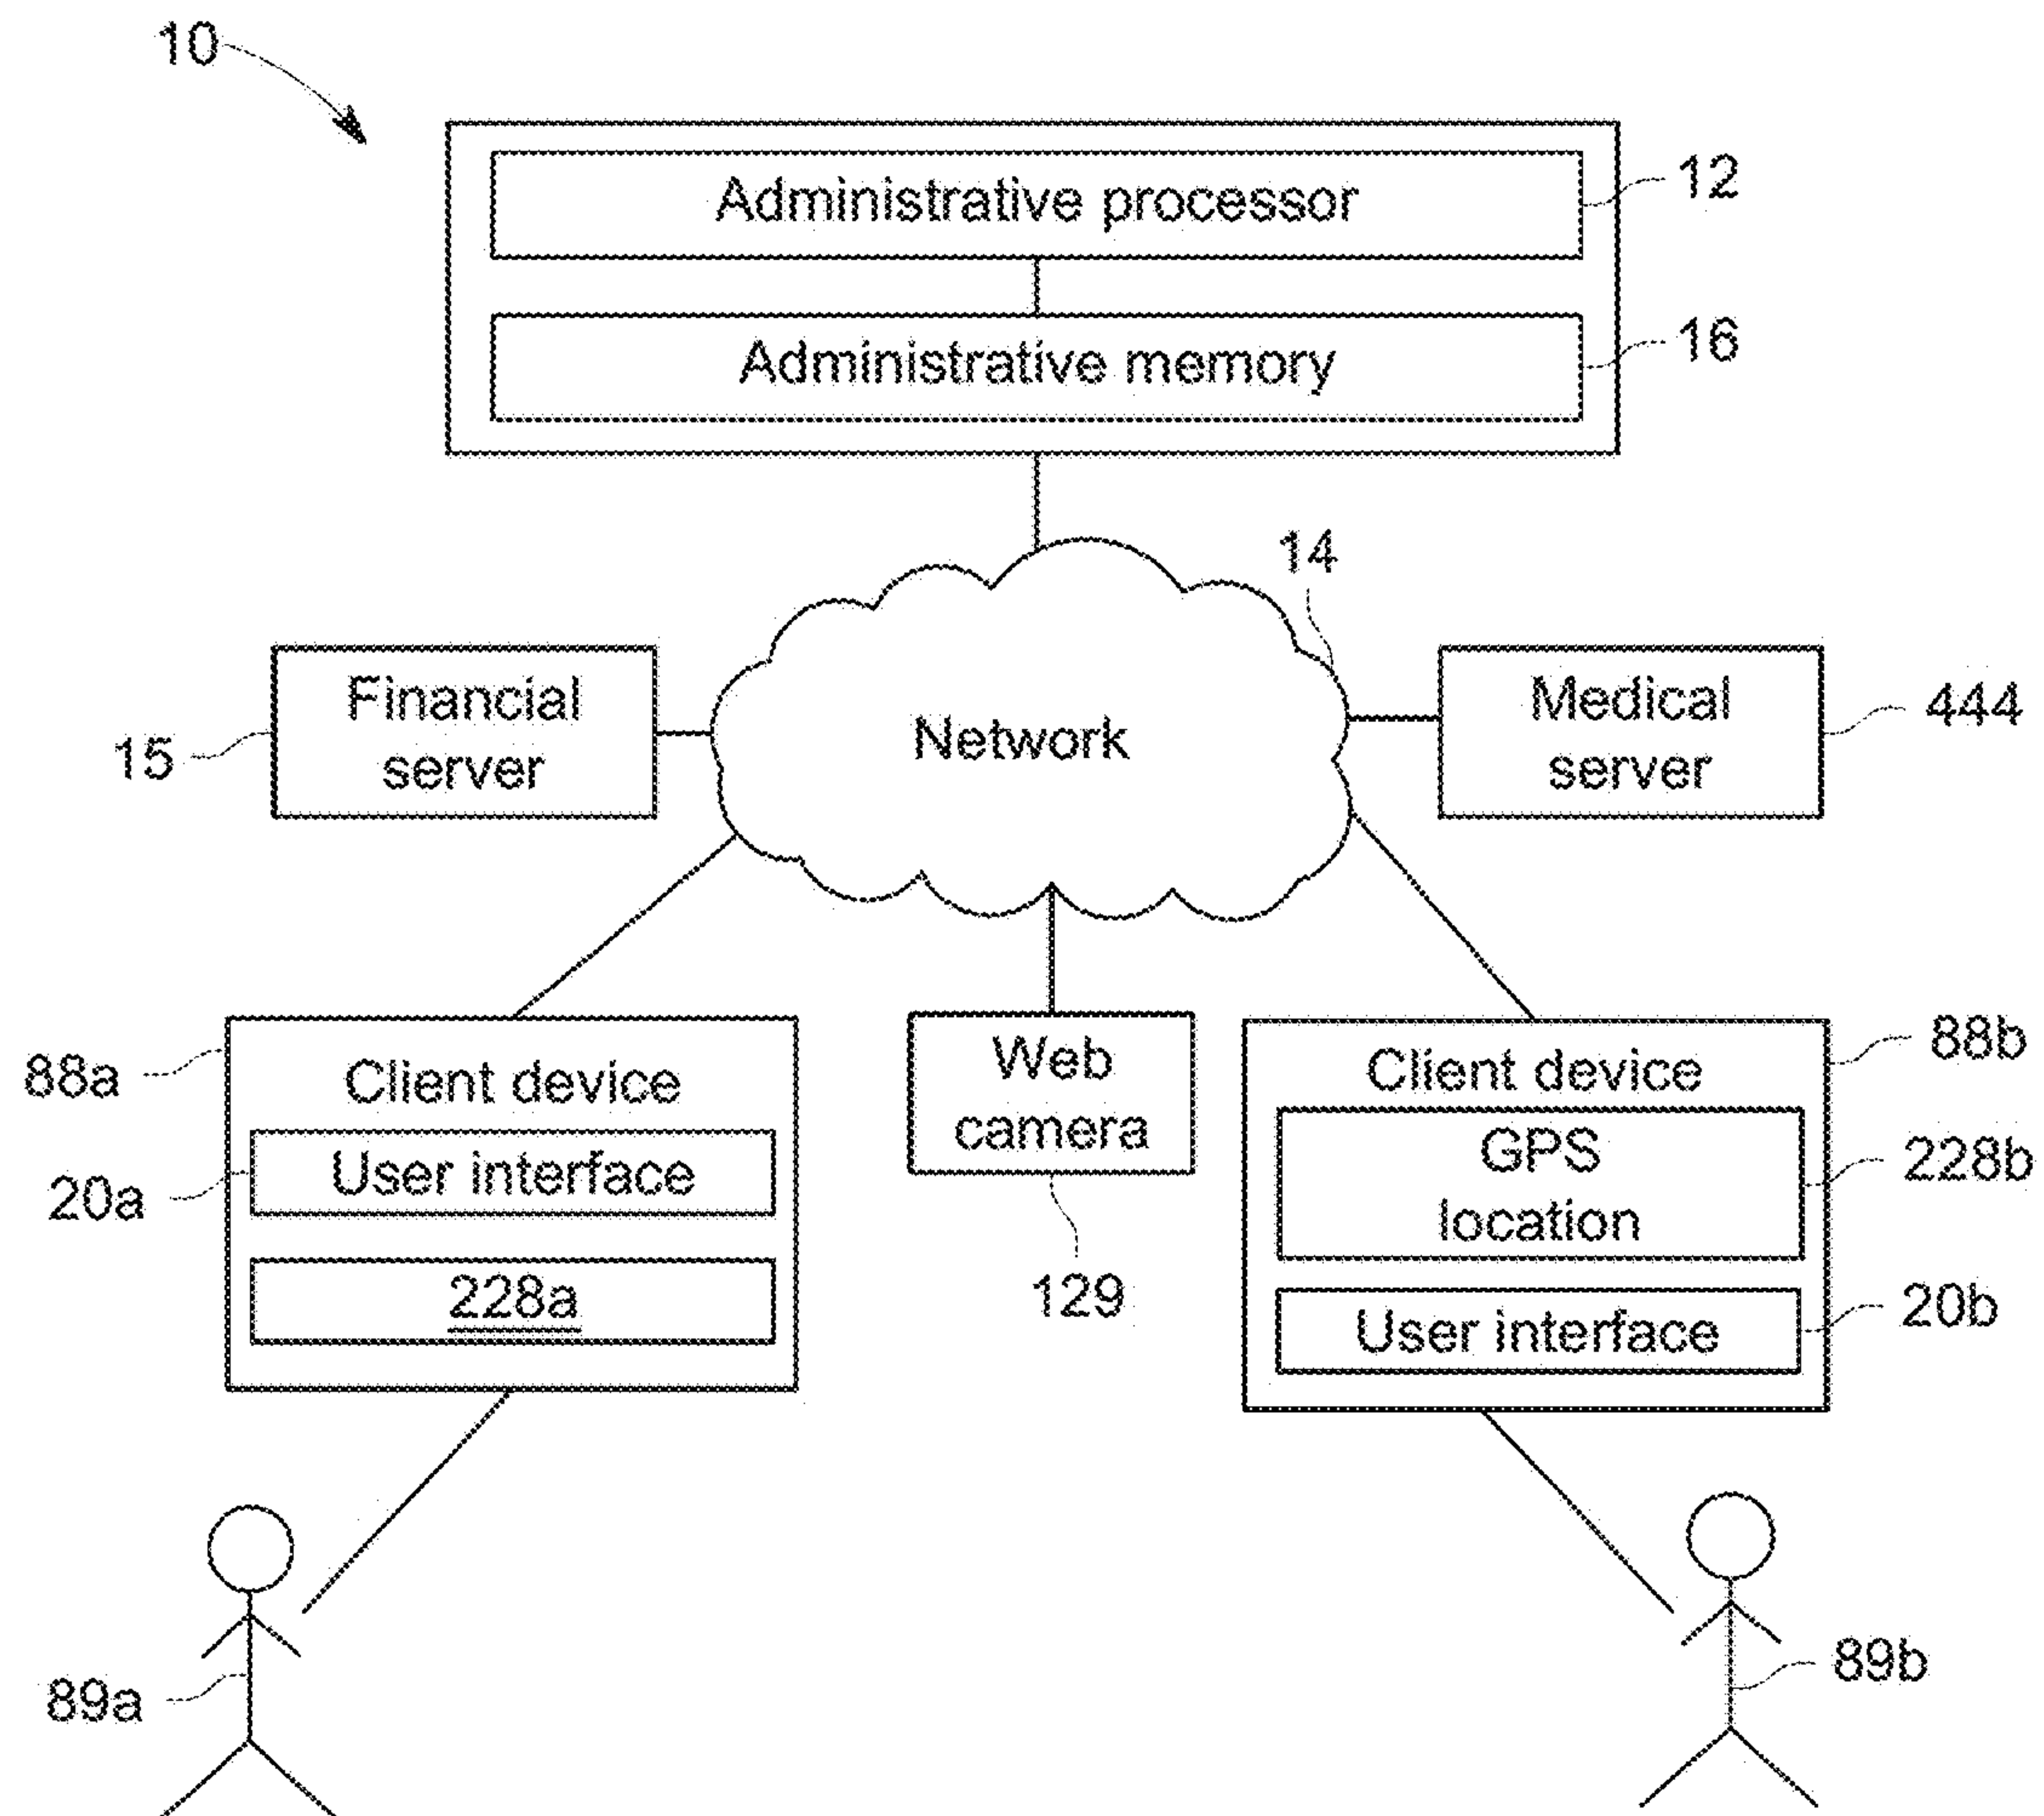 10
Administrative processor
12
Administrative memory
16
14
Financial
server
15
Network
Medical
server
444
88a
Client device
User interface
20a
228a
Web
camera
129
Client device
88b
GPS
location
228b
User interface
20b
89a
89b